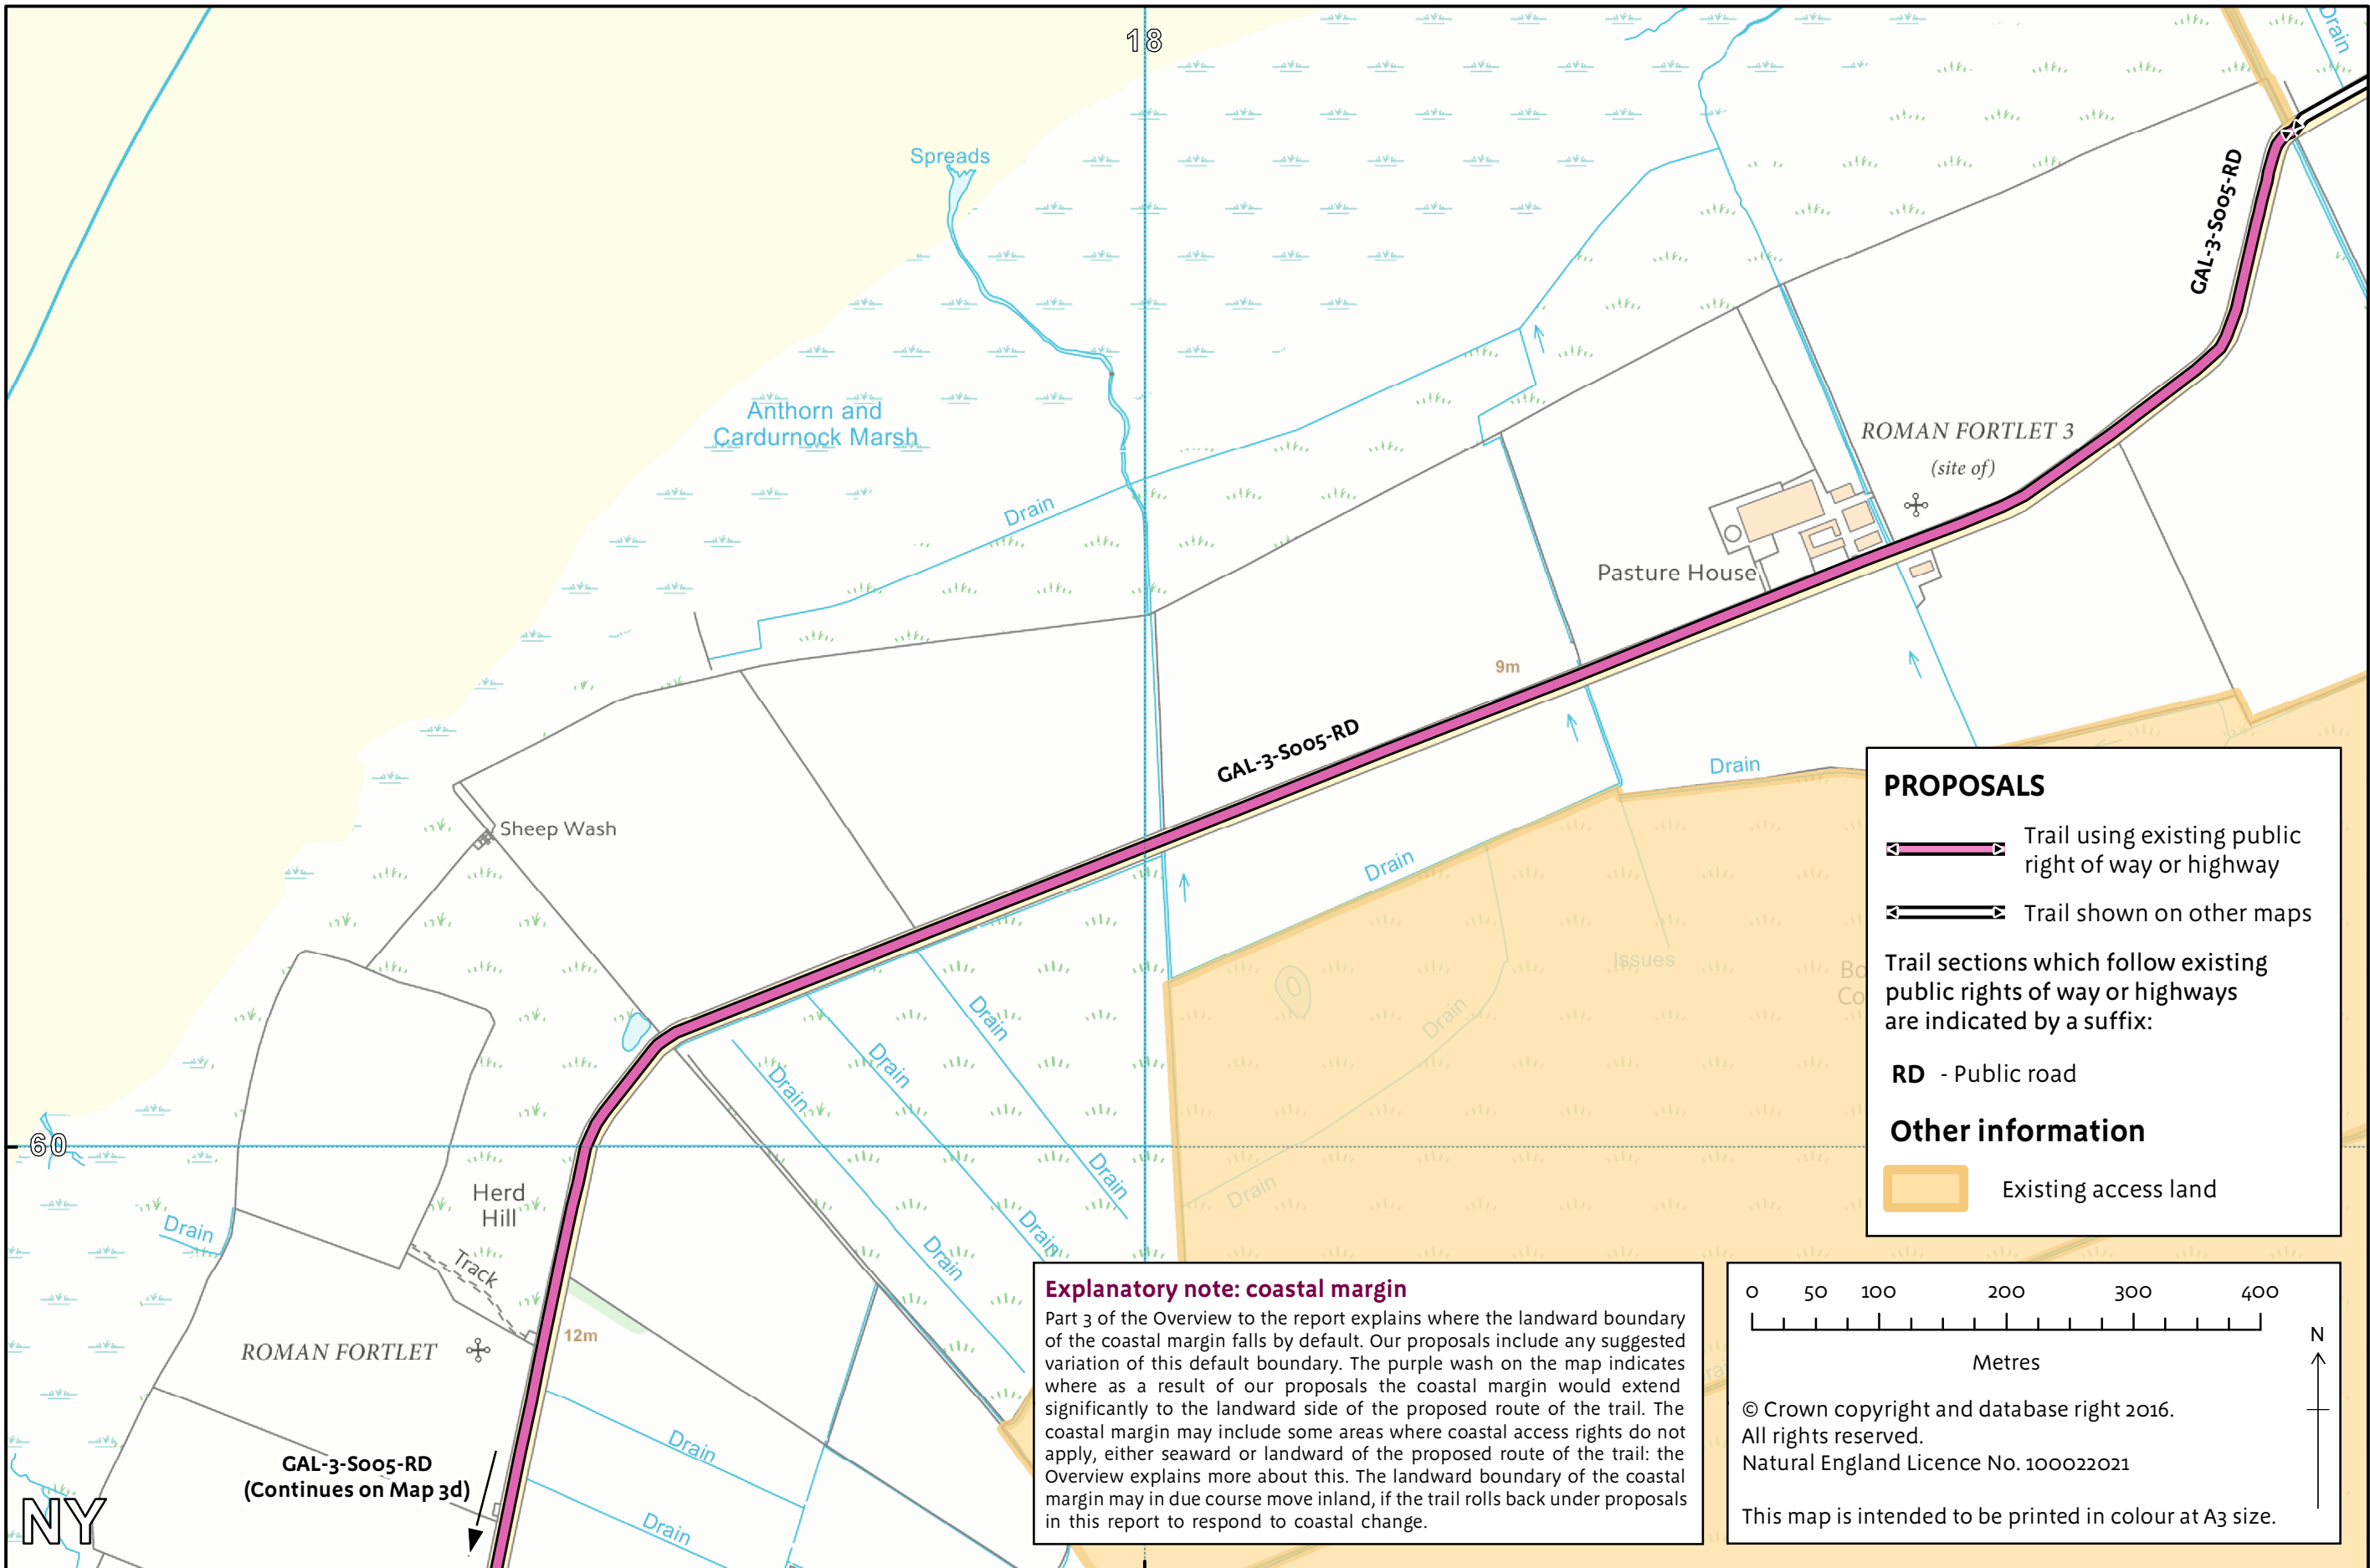 18
Drain
Spreads
GAL-3-S005-RD
Anthorn and
Cardurnock Marsh
ROMAN FORTLET 3
(site of)
Drain
Pasture House
9m
GAL-3-S005-RD
Drain
Sheep Wash
Drain
Issues
Bo
Co
Drain
Drain
Drain
Drain
60
Drain
Drain
Herd
Hill
Drain
Drain
Drain
Track
12m
ROMAN FORTLET
Drain
GAL-3-S005-RD
(Continues on Map 3d)
NY
Drain
PROPOSALS
Trail using existing public
right of way or highway
Trail shown on other maps
Trail sections which follow existing
public rights of way or highways
are indicated by a suffix:
RD - Public road
Other information
Existing access land
Explanatory note: coastal margin
Part 3 of the Overview to the report explains where the landward boundary
of the coastal margin falls by default. Our proposals include any suggested
variation of this default boundary. The purple wash on the map indicates
where as a result of our proposals the coastal margin would extend
significantly to the landward side of the proposed route of the trail. The
coastal margin may include some areas where coastal access rights do not
apply, either seaward or landward of the proposed route of the trail: the
Overview explains more about this. The landward boundary of the coastal
margin may in due course move inland, if the trail rolls back under proposals
in this report to respond to coastal change.
0 50 100 200 300 400
Metres
N
© Crown copyright and database right 2016.
All rights reserved.
Natural England Licence No. 100022021
This map is intended to be printed in colour at A3 size.